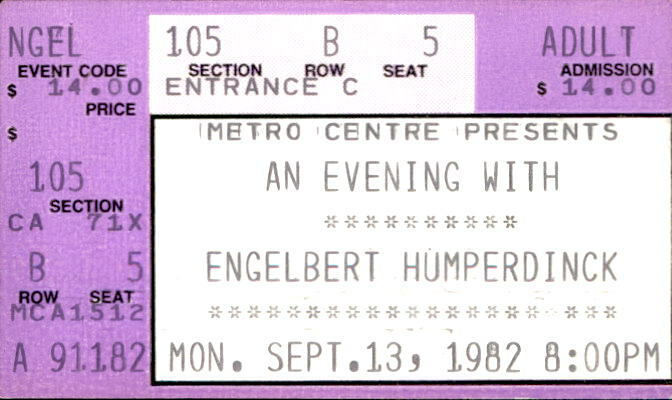 NGEL
EVENT CODE
$ 14.00
PRICE
$
105
SECTION
CA 71X
B 5
ROW SEAT
MCA1512
A 91182
105 B 5
SECTION ROW SEAT
ENTRANCE C
ADULT
ADMISSION
$ 14.00
METRO CENTRE PRESENTS
AN EVENING WITH
**********
ENGELBERT HUMPERDINCK
*********************
MON. SEPT.13, 1982 8:00PM